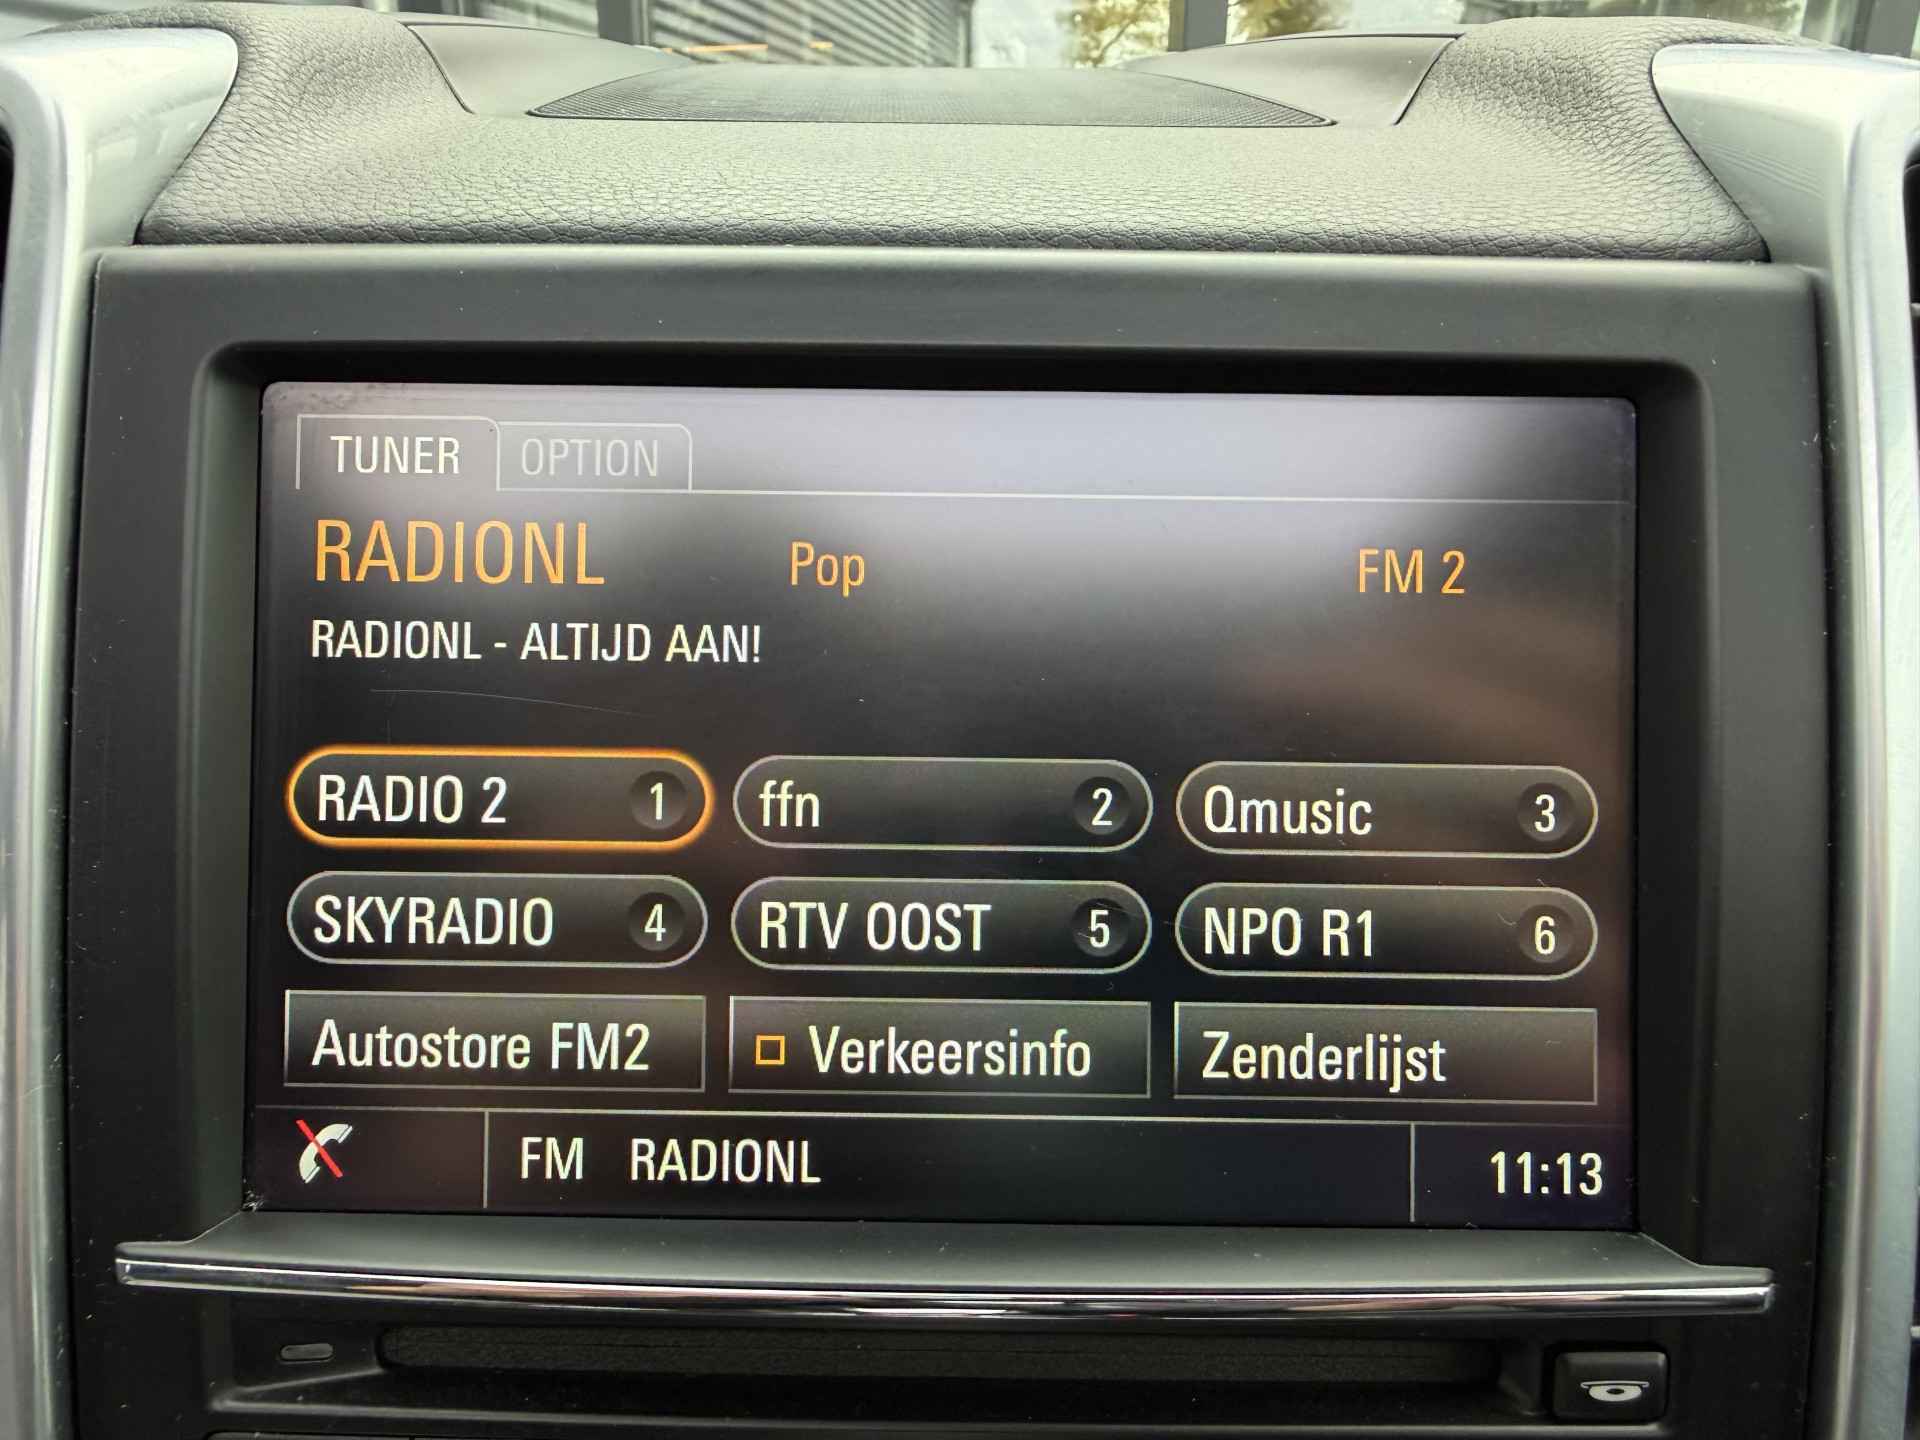 TUNER OPTION
RADIONL Pop FM 2
RADIONL - ALTIJD AAN!
RADIO 2 1 ffn 2 Qmusic 3
SKYRADIO 4 RTV OOST 5 NPO R1 6
Autostore FM2 Verkeersinfo Zenderlijst
FM RADIONL 11:13